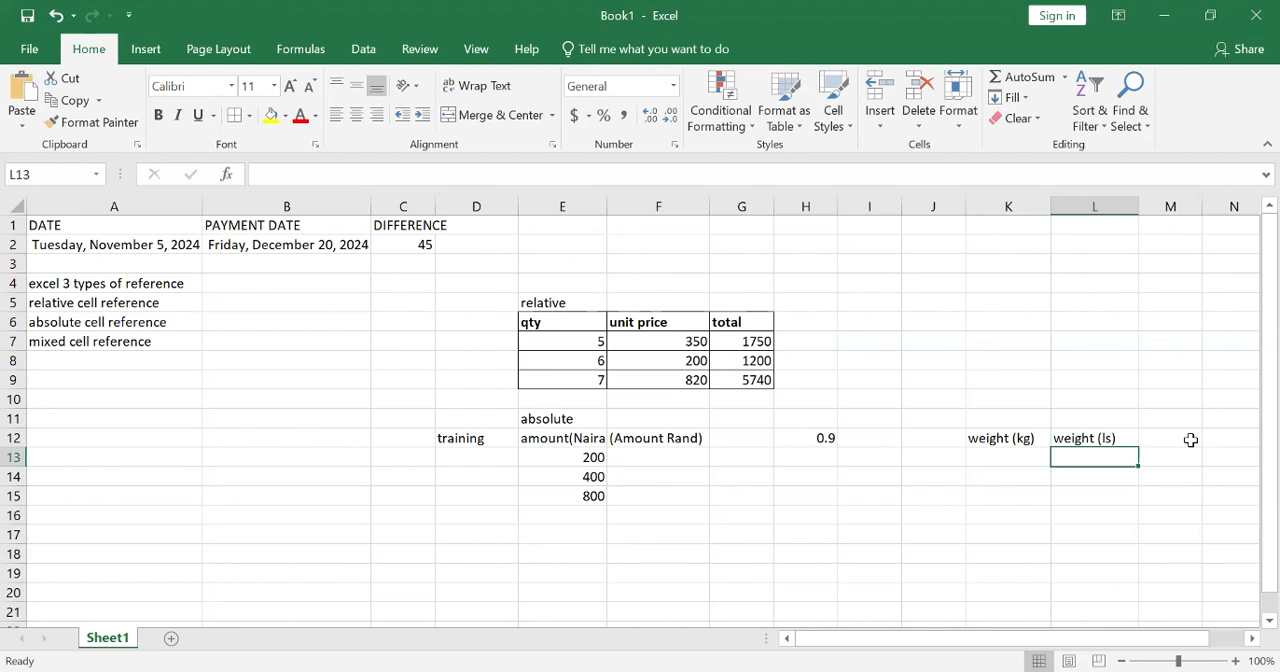 Book1 - Excel
Sign in
File Home Insert Page Layout Formulas Data Review View Help Tell me what you want to do Share
Paste Cut Copy Format Painter
Clipboard
Calibri 11 A A
B I U A
Font
Wrap Text
Merge & Center
Alignment
General
$ % ,
Number
Conditional Formatting Format as Table Cell Styles
Styles
Insert Delete Format
Cells
AutoSum
Fill
Clear
Sort & Filter Find & Select
Editing
L13 fx
A B C D E F G H I J K L M N
1 DATE PAYMENT DATE DIFFERENCE
2 Tuesday, November 5, 2024 Friday, December 20, 2024 45
3
4 excel 3 types of reference
5 relative cell reference relative
6 absolute cell reference qty unit price total
7 mixed cell reference 5 350 1750
8 6 200 1200
9 7 820 5740
10
11 absolute
12 training amount(Naira (Amount Rand) 0.9 weight (kg) weight (ls)
13 200
14 400
15 800
16
17
18
19
20
21
Sheet1
Ready 100%